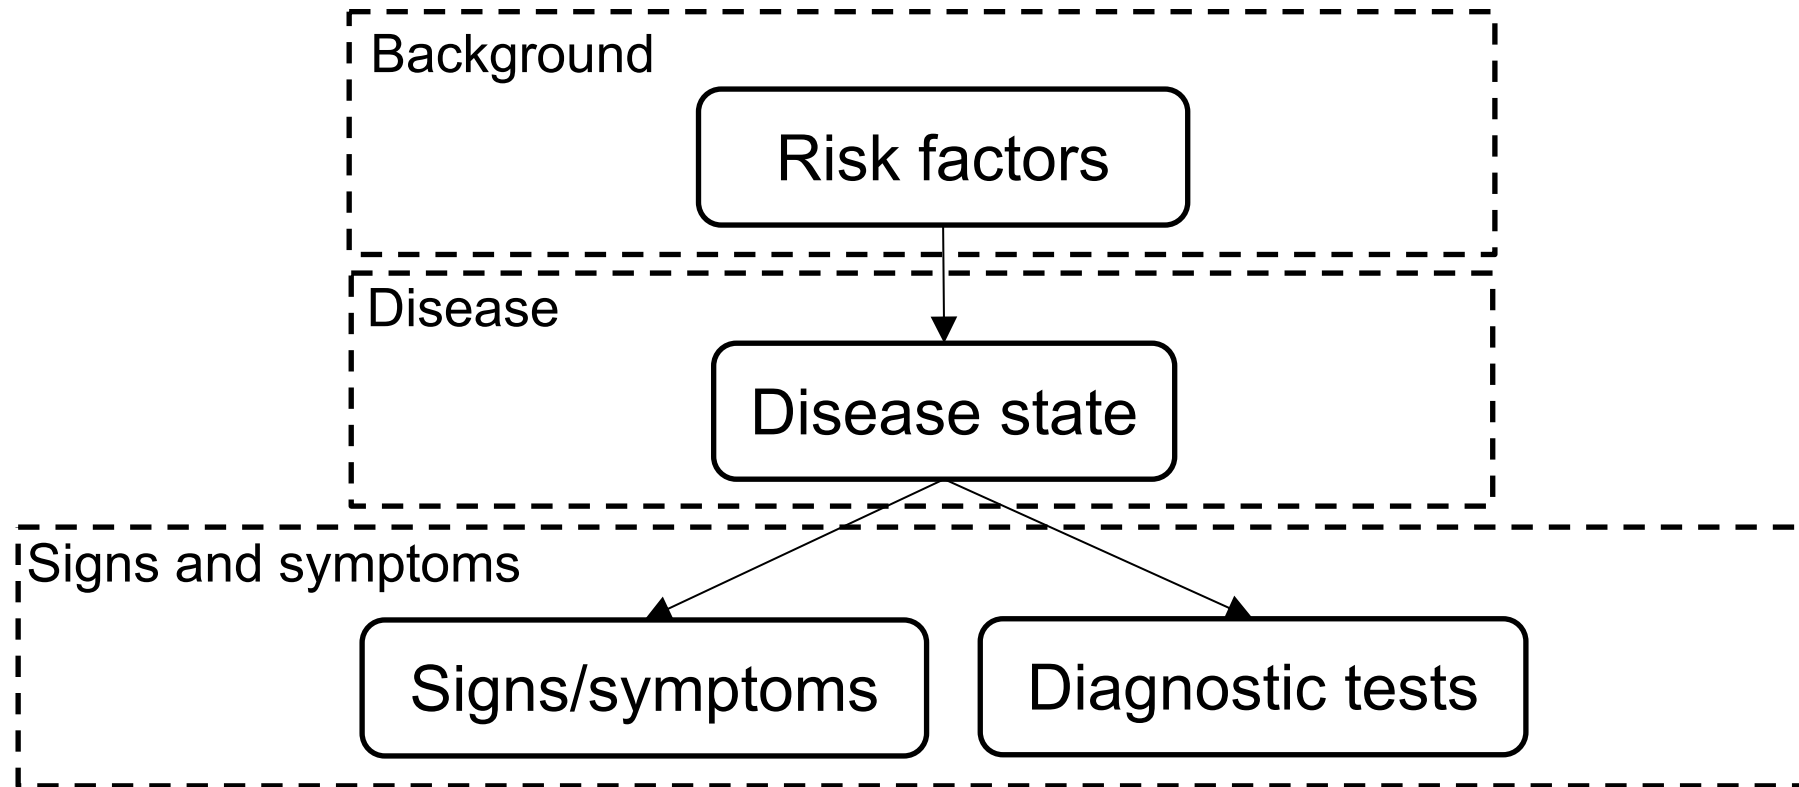 Background
Risk factors
Disease
Disease state
Signs and symptoms
Signs/symptoms
Diagnostic tests